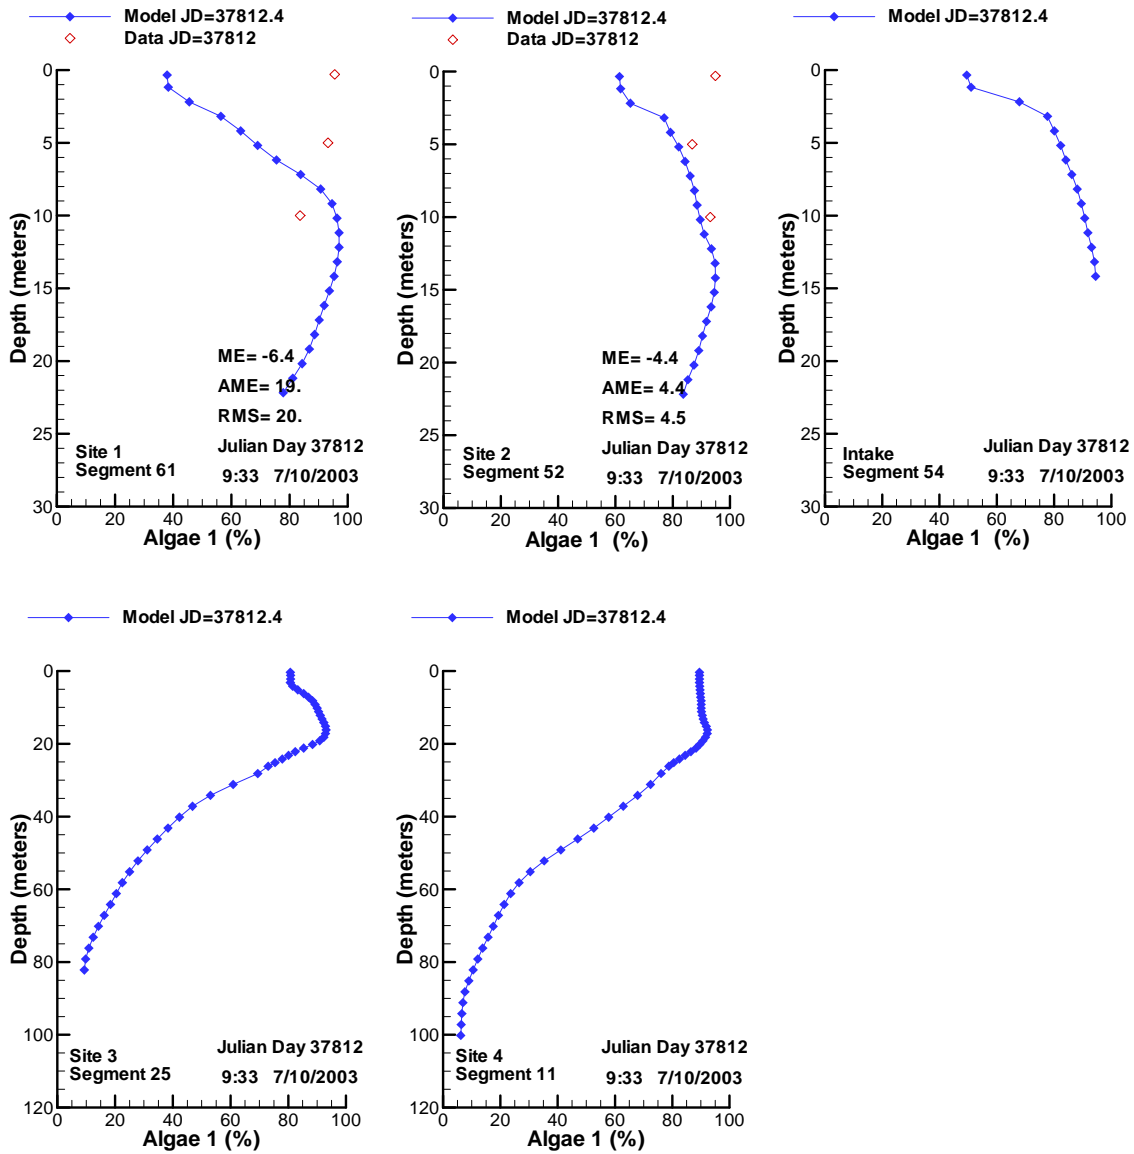 Model JD=37812.4
Data JD=37812
0
5
10
15
20
25
30
Depth (meters)
ME= -6.4
AME= 19.
RMS= 20.
Site 1
Segment 61
Julian Day 37812
9:33 7/10/2003
0 20 40 60 80 100
Algae 1 (%)
Model JD=37812.4
Data JD=37812
0
5
10
15
20
25
30
Depth (meters)
ME= -4.4
AME= 4.4
RMS= 4.5
Site 2
Segment 52
Julian Day 37812
9:33 7/10/2003
0 20 40 60 80 100
Algae 1 (%)
Model JD=37812.4
0
5
10
15
20
25
30
Depth (meters)
Intake
Segment 54
Julian Day 37812
9:33 7/10/2003
0 20 40 60 80 100
Algae 1 (%)
Model JD=37812.4
0
20
40
60
80
100
120
Depth (meters)
Site 3
Segment 25
Julian Day 37812
9:33 7/10/2003
0 20 40 60 80 100
Algae 1 (%)
Model JD=37812.4
0
20
40
60
80
100
120
Depth (meters)
Site 4
Segment 11
Julian Day 37812
9:33 7/10/2003
0 20 40 60 80 100
Algae 1 (%)